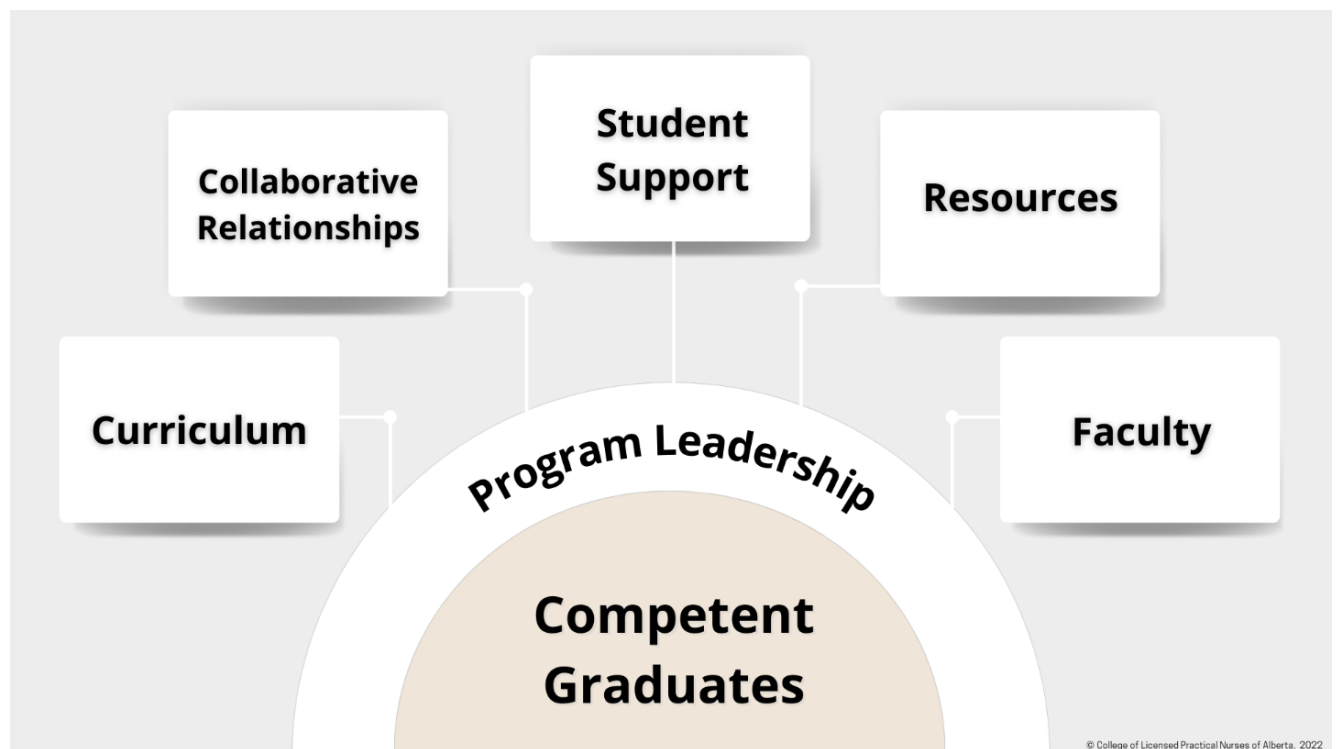 Student
Support
Collaborative
Relationships
Resources
Curriculum
Faculty
Program Leadership
Competent
Graduates
© College of Licensed Practical Nurses of Alberta, 2022